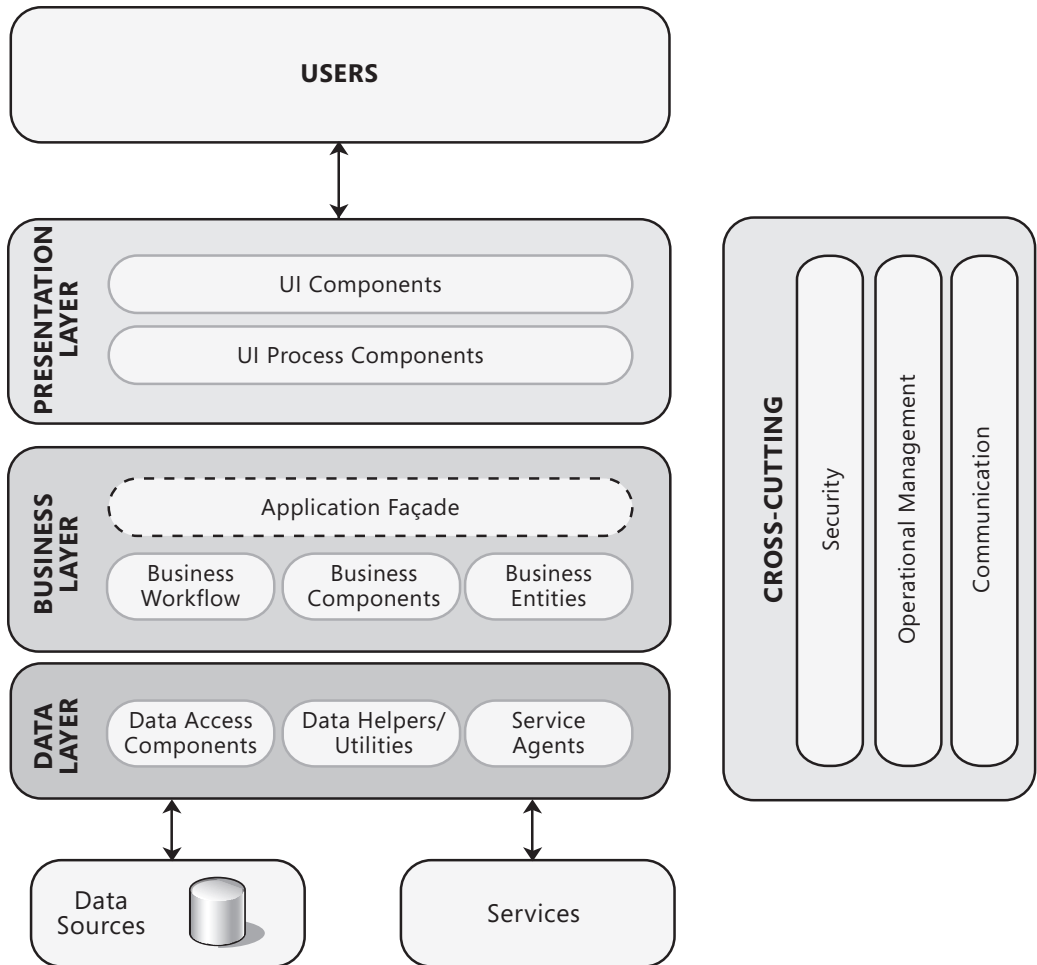 USERS
PRESENTATION
LAYER
UI Components
UI Process Components
BUSINESS
LAYER
Application Façade
Business
Workflow
Business
Components
Business
Entities
DATA
LAYER
Data Access
Components
Data Helpers/
Utilities
Service
Agents
Data
Sources
Services
CROSS-CUTTING
Security
Operational Management
Communication